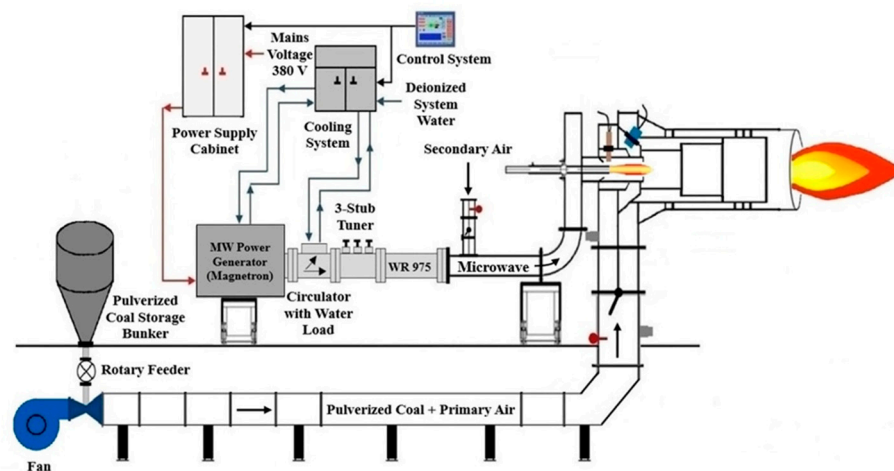 Mains
Voltage
380 V
Control System
Power Supply
Cabinet
Cooling
System
Deionized
System
Water
Secondary Air
3-Stub
Tuner
MW Power
Generator
(Magnetron)
WR 975
Microwave
Circulator
with Water
Load
Pulverized
Coal Storage
Bunker
Rotary Feeder
Pulverized Coal + Primary Air
Fan